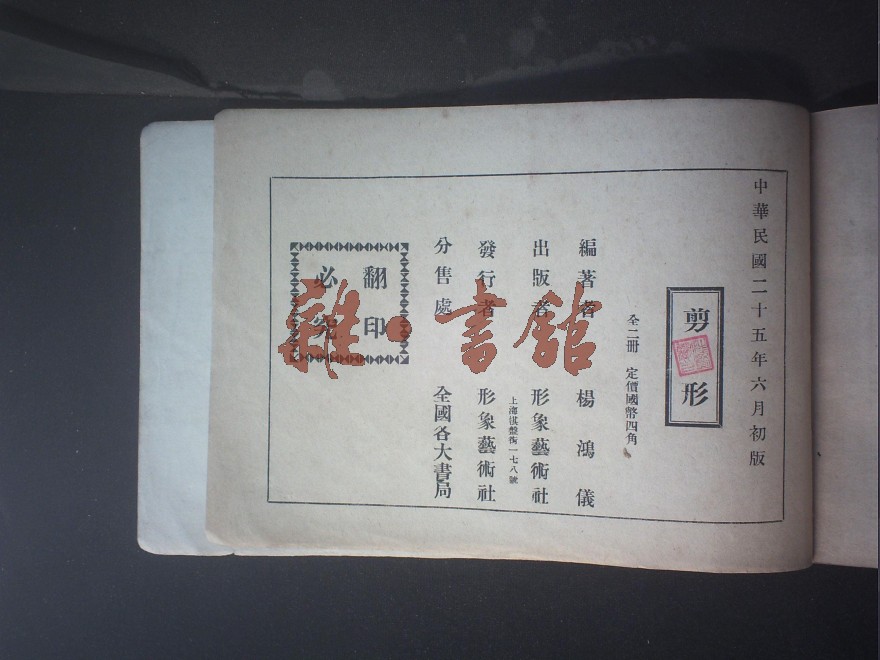 中華民國二十五年六月初版
剪形
全二冊 定價國幣四角
編著者 楊鴻儀
出版者 形象藝術社
上海棋盤街一七八號
發行者 形象藝術社
分售處 全國各大書局
翻印
必究
雜·書館